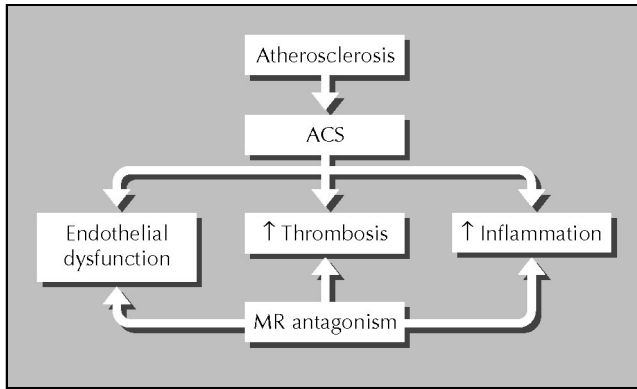 Atherosclerosis
ACS
Endothelial
dysfunction
↑ Thrombosis
↑ Inflammation
MR antagonism